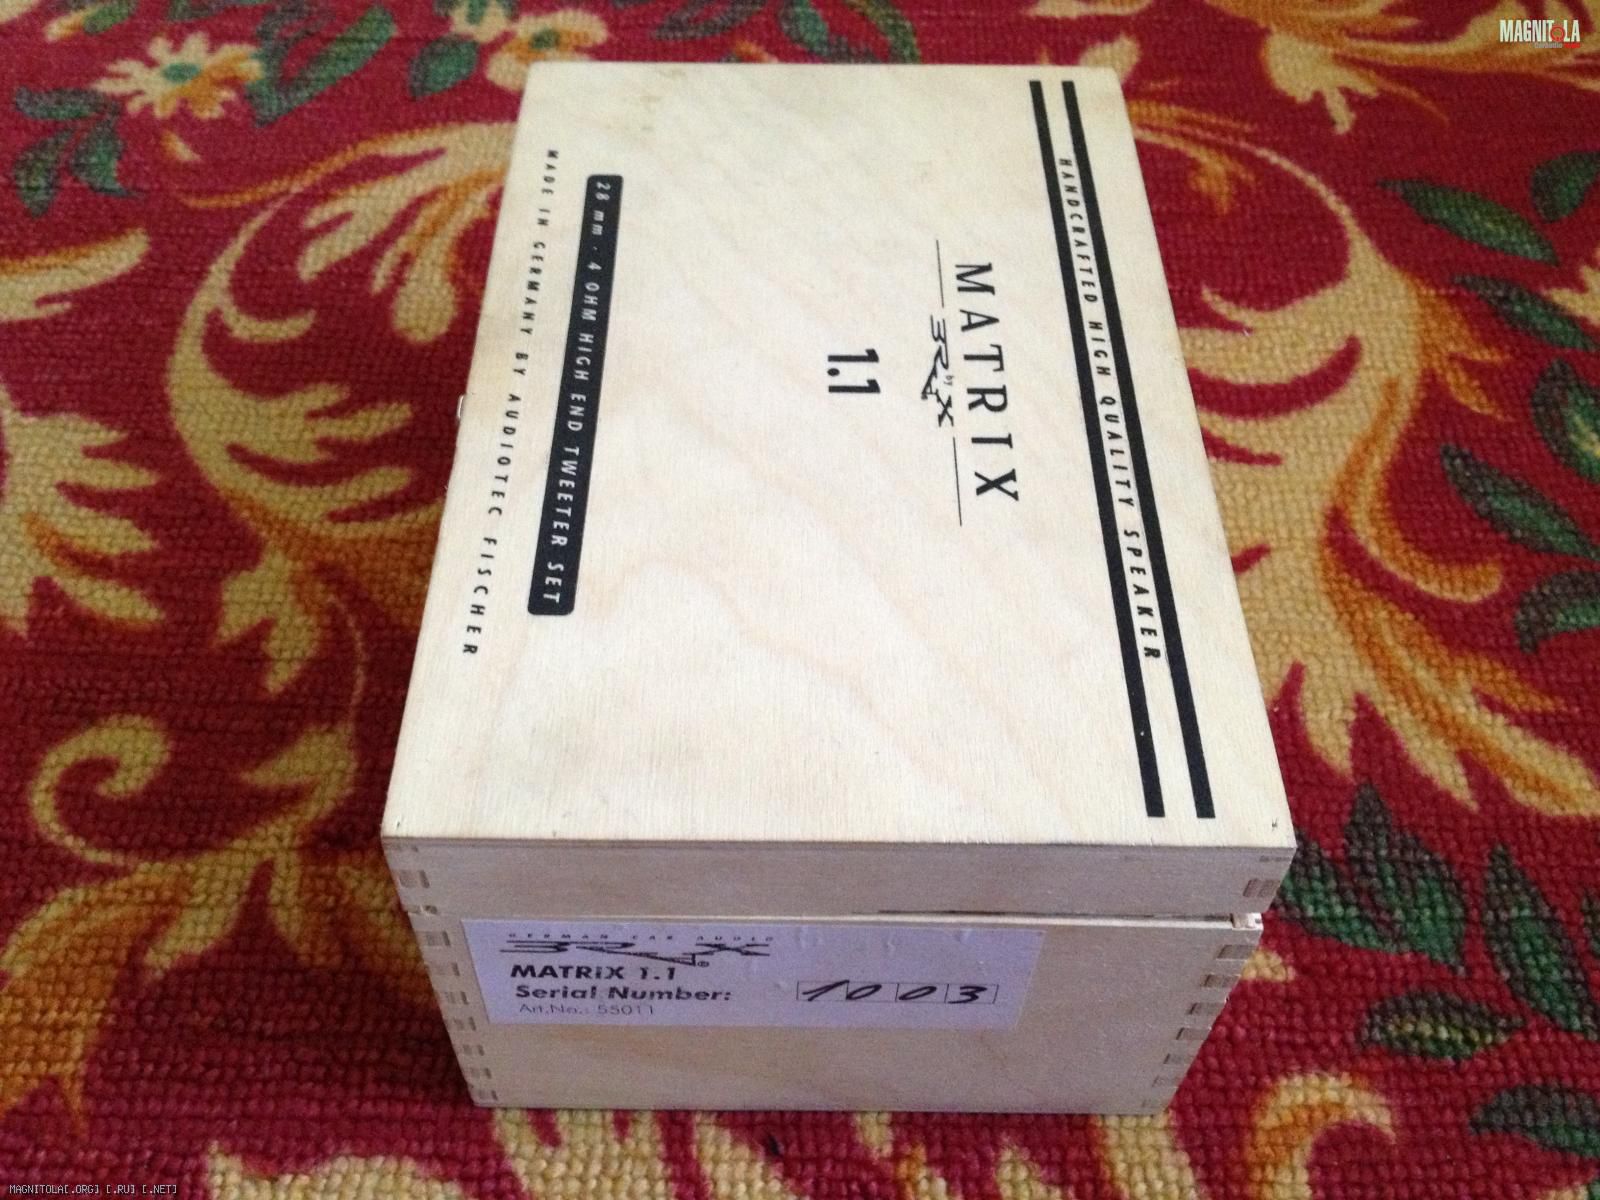 MAGNITOLA
HANDCRAFTED HIGH QUALITY SPEAKER
MATRIX
by
BRAX
1.1
28 mm · 4 OHM HIGH END TWEETER SET
MADE IN GERMANY BY AUDIOTEC FISCHER
GERMAN CAR AUDIO
BRAX®
MATRiX 1.1
Serial Number: 1003
Art.No.: 55011
MAGNITOLA[.ORG] [.RU] [.NET]